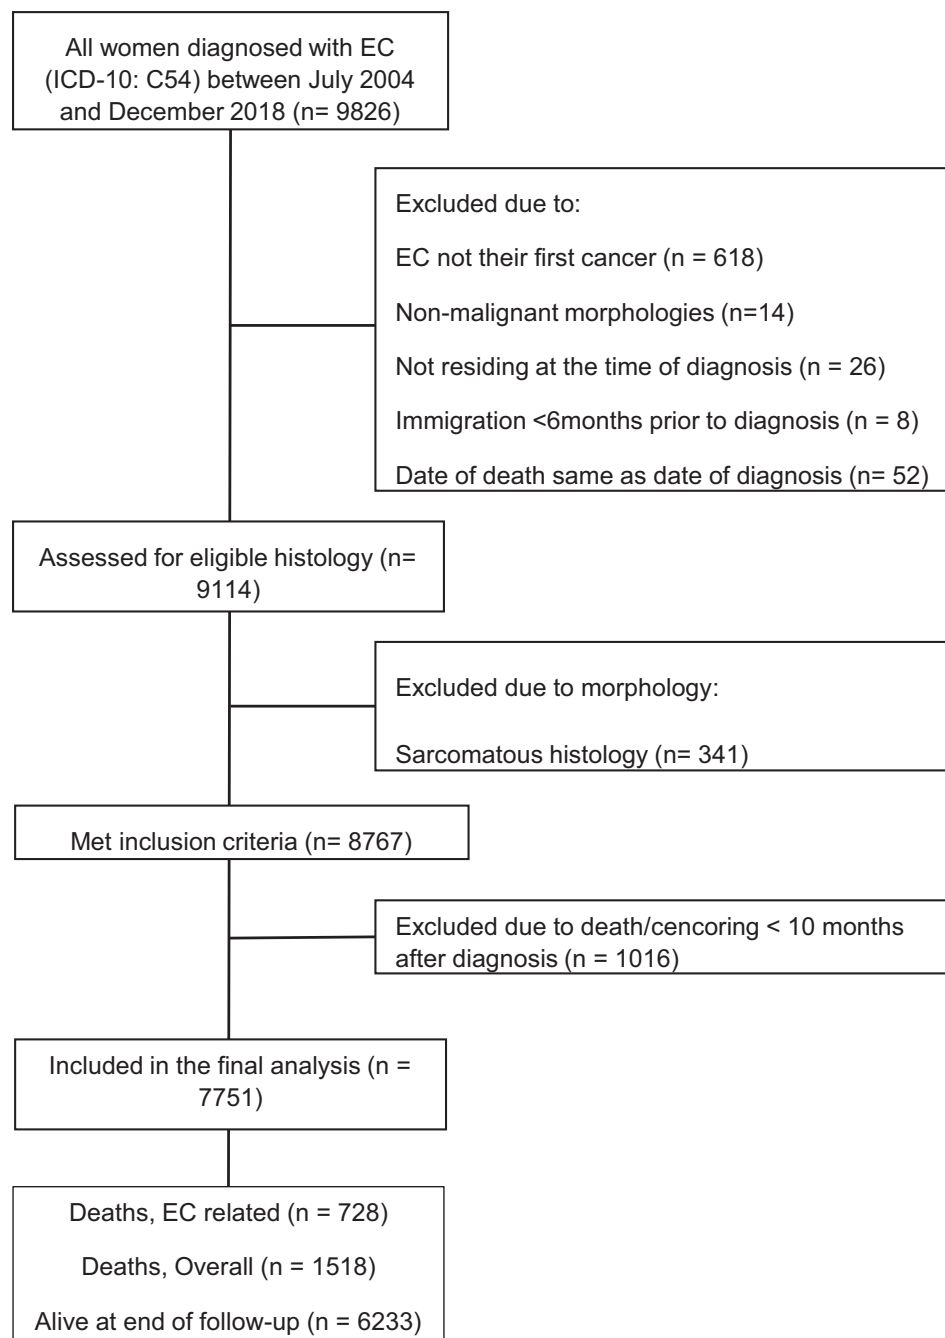 All women diagnosed with EC
(ICD-10: C54) between July 2004
and December 2018 (n= 9826)
Excluded due to:
EC not their first cancer (n = 618)
Non-malignant morphologies (n=14)
Not residing at the time of diagnosis (n = 26)
Immigration <6months prior to diagnosis (n = 8)
Date of death same as date of diagnosis (n= 52)
Assessed for eligible histology (n=
9114)
Excluded due to morphology:
Sarcomatous histology (n= 341)
Met inclusion criteria (n= 8767)
Excluded due to death/cencoring < 10 months
after diagnosis (n = 1016)
Included in the final analysis (n =
7751)
Deaths, EC related (n = 728)
Deaths, Overall (n = 1518)
Alive at end of follow-up (n = 6233)